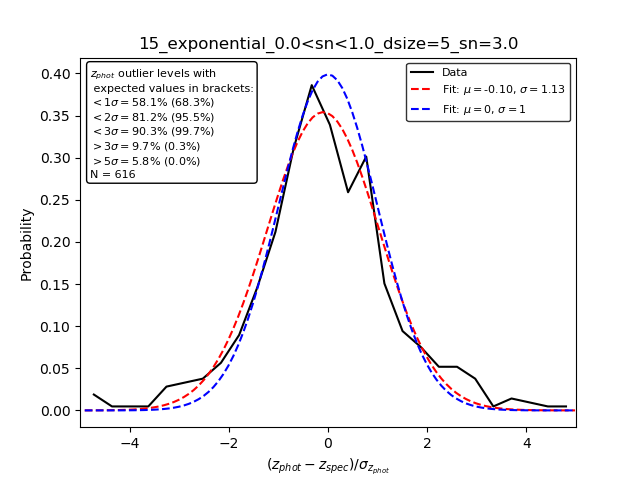 15_exponential_0.0<sn<1.0_dsize=5_sn=3.0
z_phot outlier levels with
expected values in brackets:
<1σ=58.1% (68.3%)
<2σ=81.2% (95.5%)
<3σ=90.3% (99.7%)
>3σ=9.7% (0.3%)
>5σ=5.8% (0.0%)
N = 616
Data
Fit: μ=-0.10, σ=1.13
Fit: μ=0, σ=1
Probability
0.40
0.35
0.30
0.25
0.20
0.15
0.10
0.05
0.00
−4 −2 0 2 4
(z_phot − z_spec)/σ_z_phot